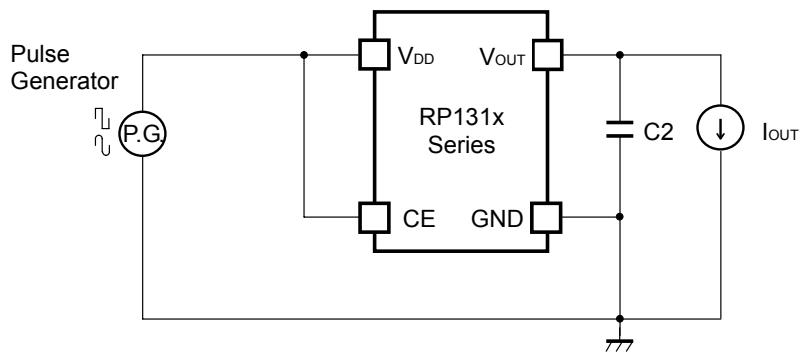 Pulse
Generator
P.G.
VDD
VOUT
RP131x
Series
CE
GND
C2
IOUT